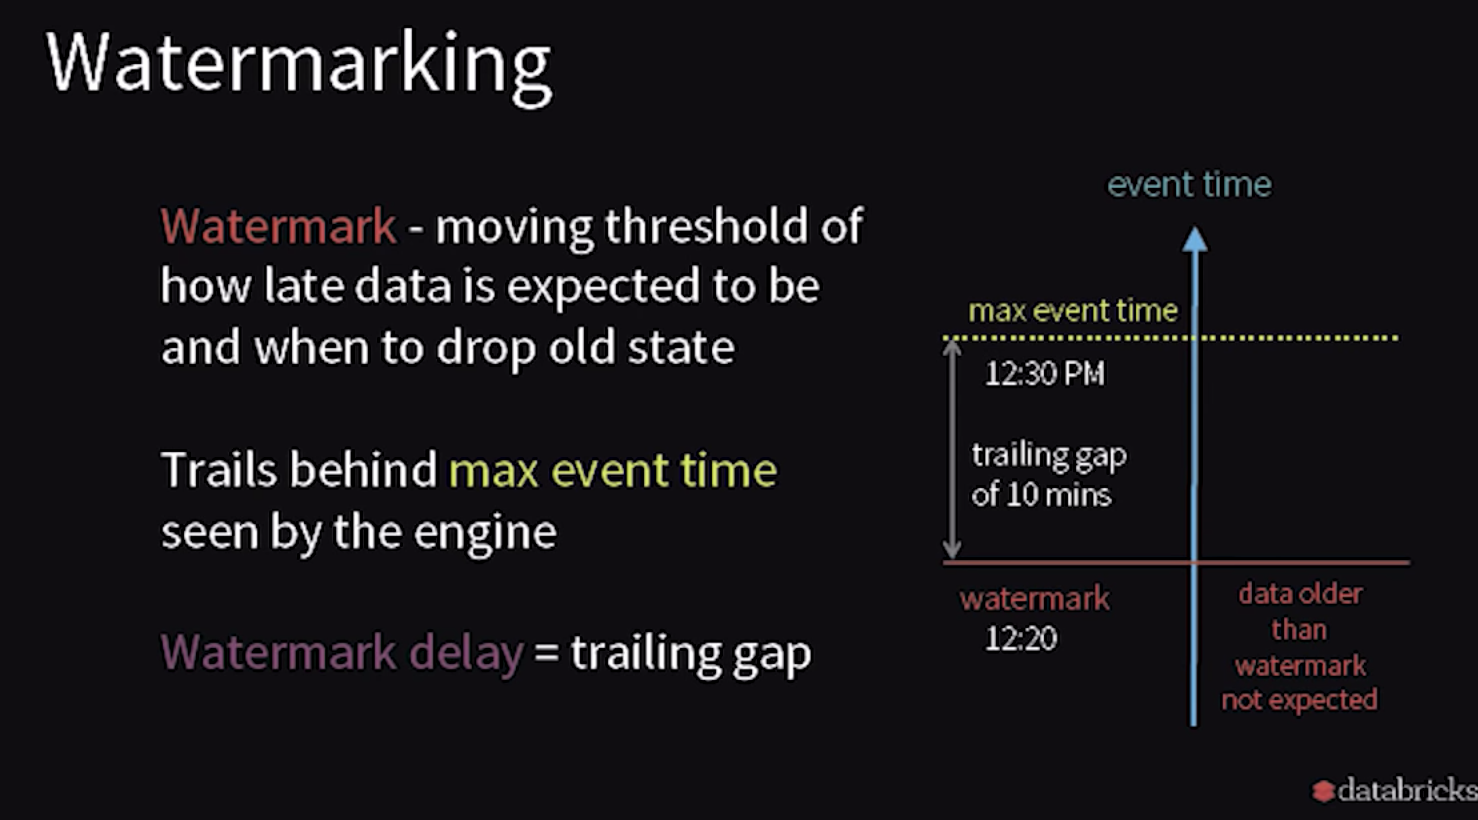 Watermarking
Watermark - moving threshold of
how late data is expected to be
and when to drop old state
Trails behind max event time
seen by the engine
Watermark delay = trailing gap
event time
max event time
12:30 PM
trailing gap
of 10 mins
watermark
12:20
data older
than
watermark
not expected
databricks